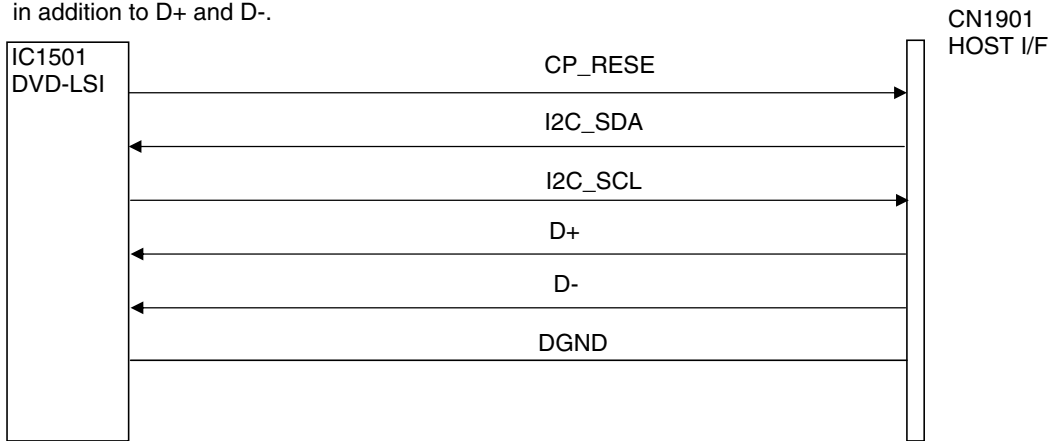 in addition to D+ and D-.
CN1901
HOST I/F
IC1501
DVD-LSI
CP_RESE
I2C_SDA
I2C_SCL
D+
D-
DGND